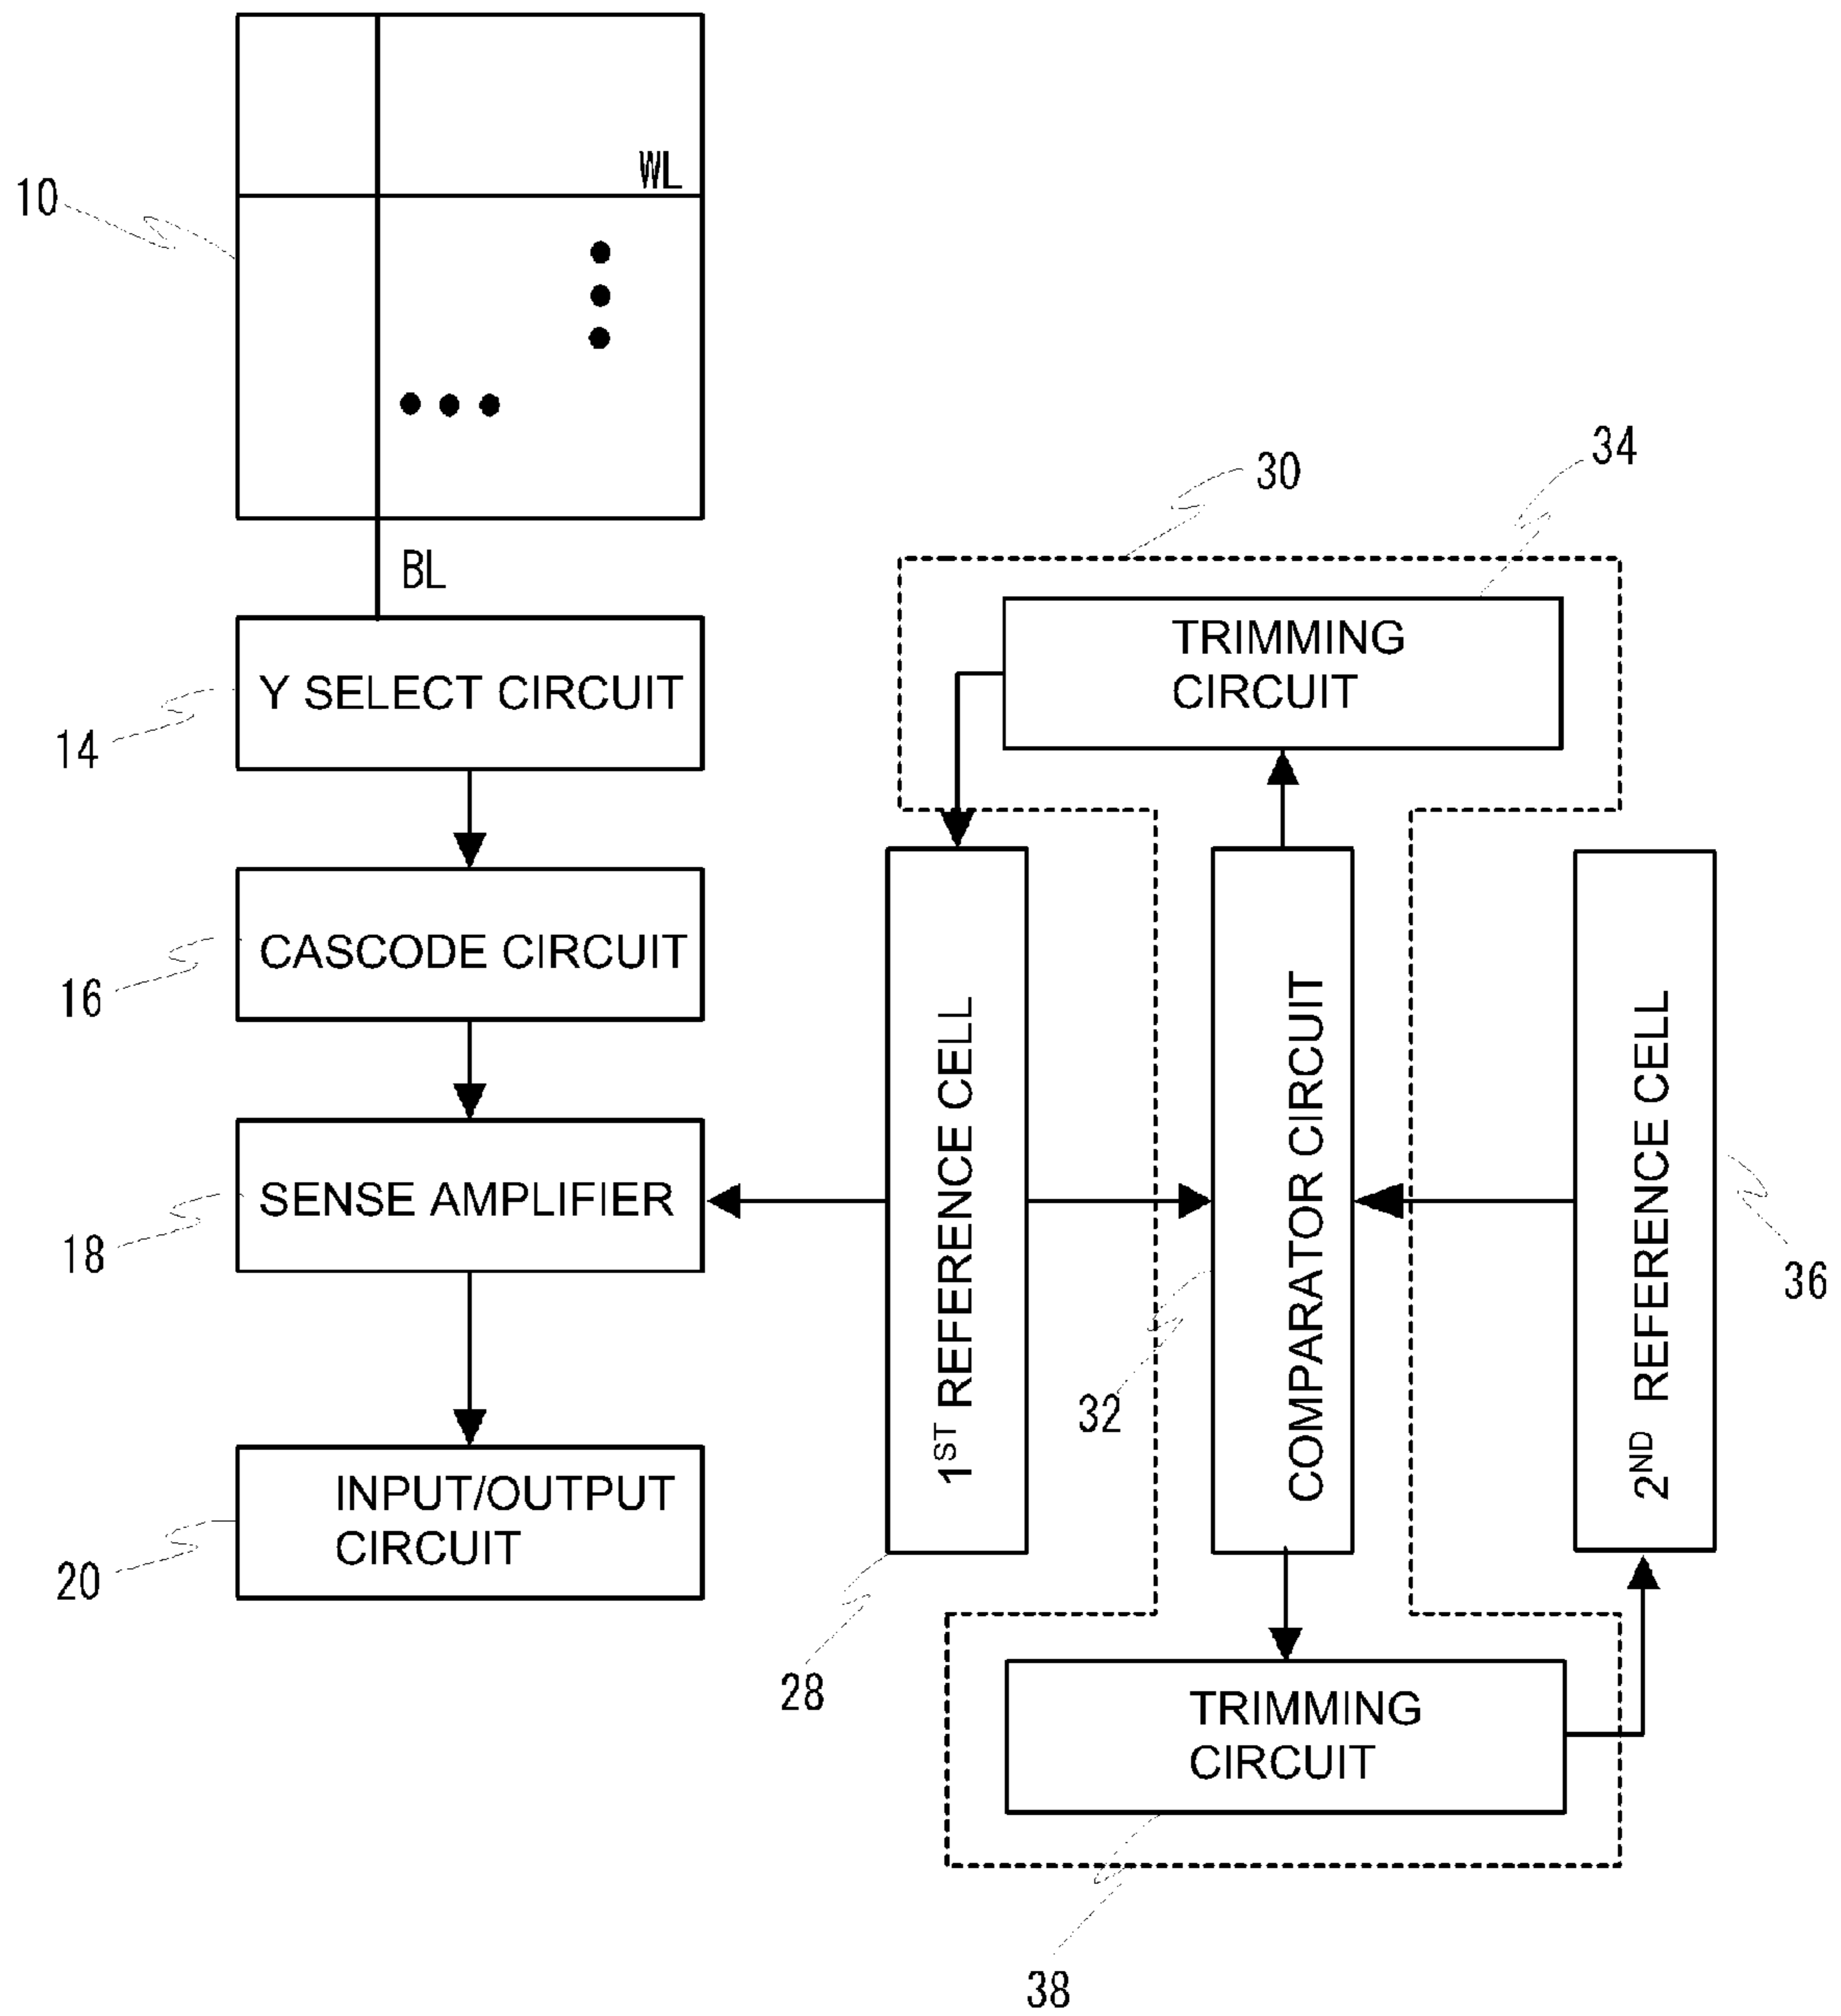 WL
10
BL
Y SELECT CIRCUIT
14
CASCODE CIRCUIT
16
SENSE AMPLIFIER
18
INPUT/OUTPUT
CIRCUIT
20
30
34
TRIMMING
CIRCUIT
1ST REFERENCE CELL
28
COMPARATOR CIRCUIT
32
2ND REFERENCE CELL
36
TRIMMING
CIRCUIT
38